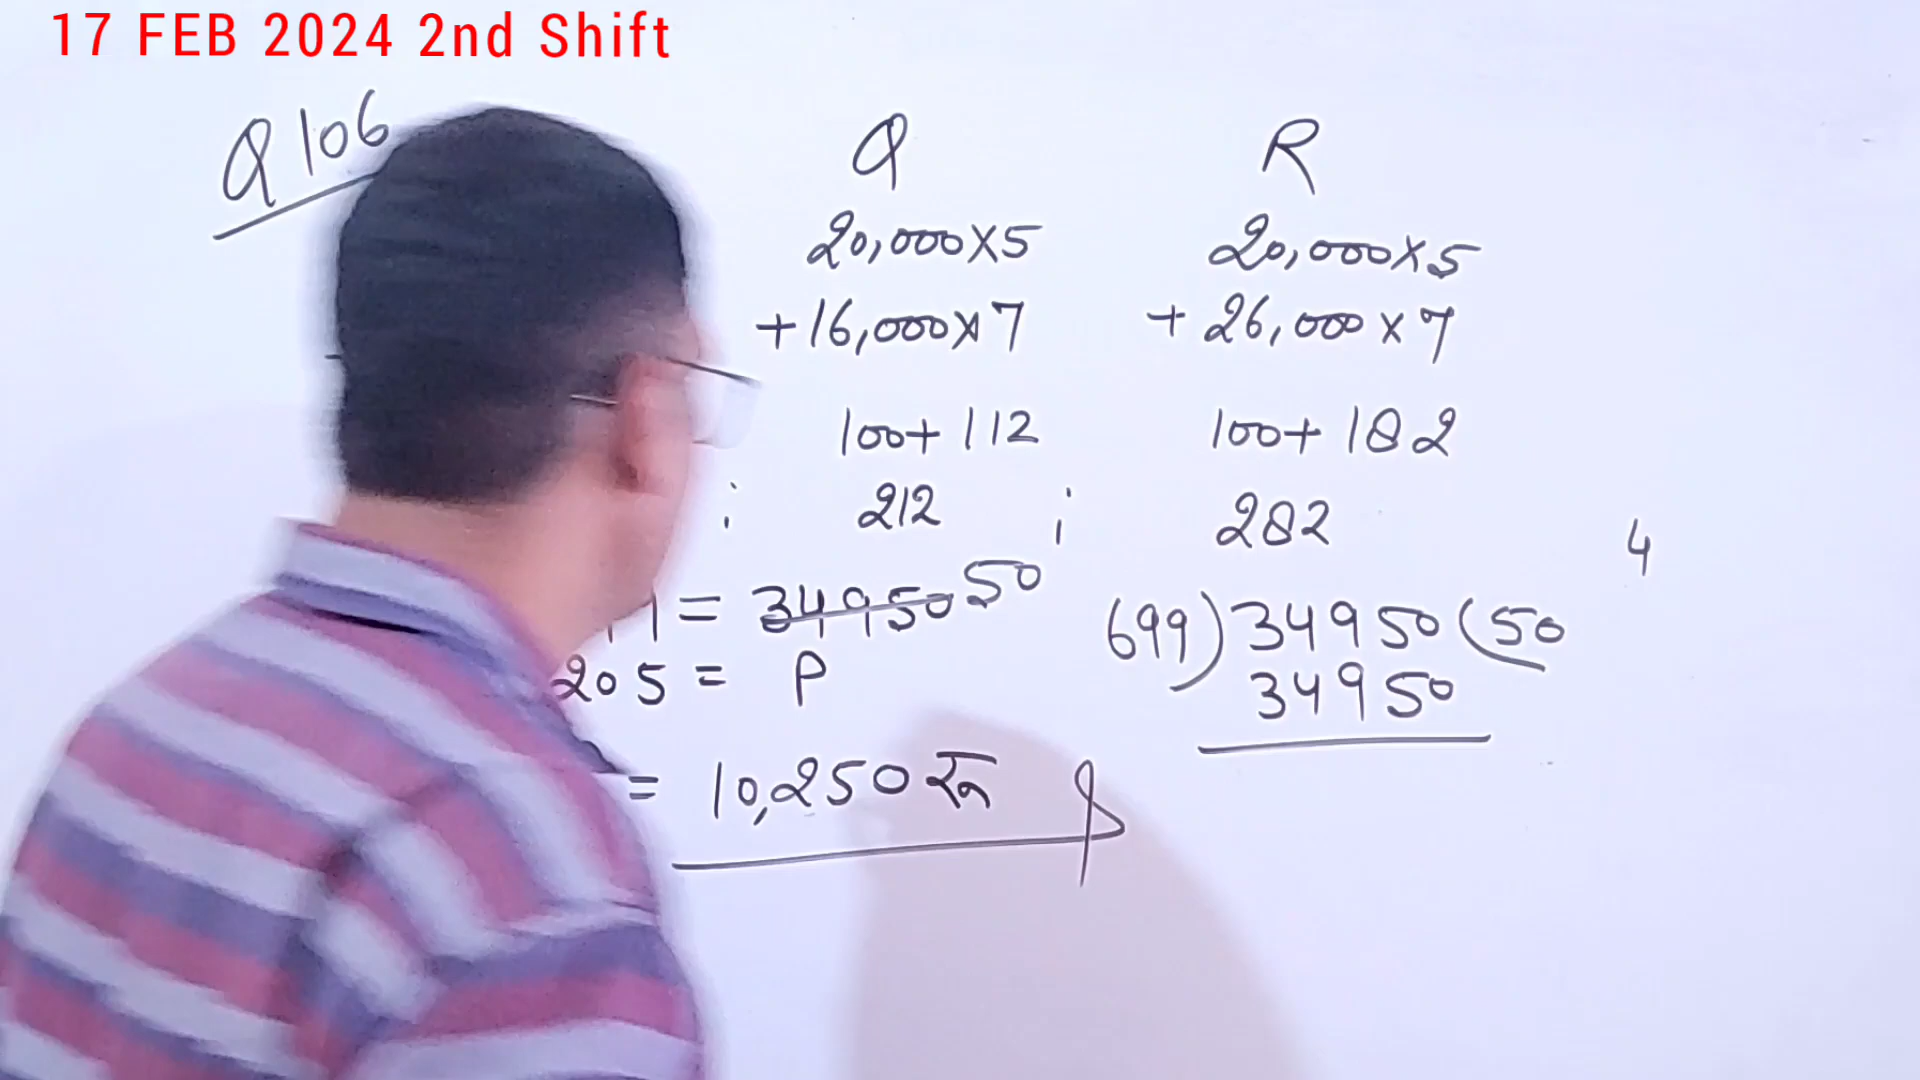 17 FEB 2024 2nd Shift
Q106
Q R
20,000×5 20,000×5
+16,000×7 + 26,000×7
100+112 100+182
: 212 : 282
4
= 34950 50 699) 34950 (50
205 = P 34950
= 10,250 रू